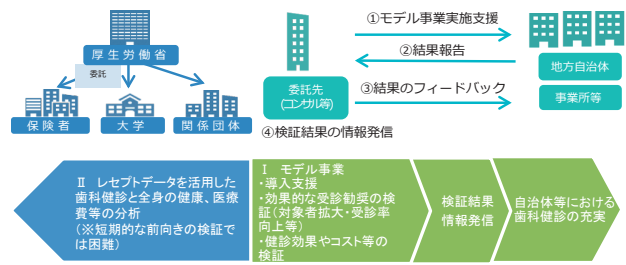 厚生労働省
委託
保険者
大学
関係団体
委託先
(コンサル等)
①モデル事業実施支援
②結果報告
③結果のフィードバック
④検証結果の情報発信
地方自治体
事業所等
Ⅱ レセプトデータを活用した
歯科健診と全身の健康、医療
費等の分析
(※短期的な前向きの検証で
は困難)
Ⅰ モデル事業
・導入支援
・効果的な受診勧奨の検
証(対象者拡大・受診率
向上等)
・健診効果やコスト等の
検証
検証結果
情報発信
自治体等における
歯科健診の充実